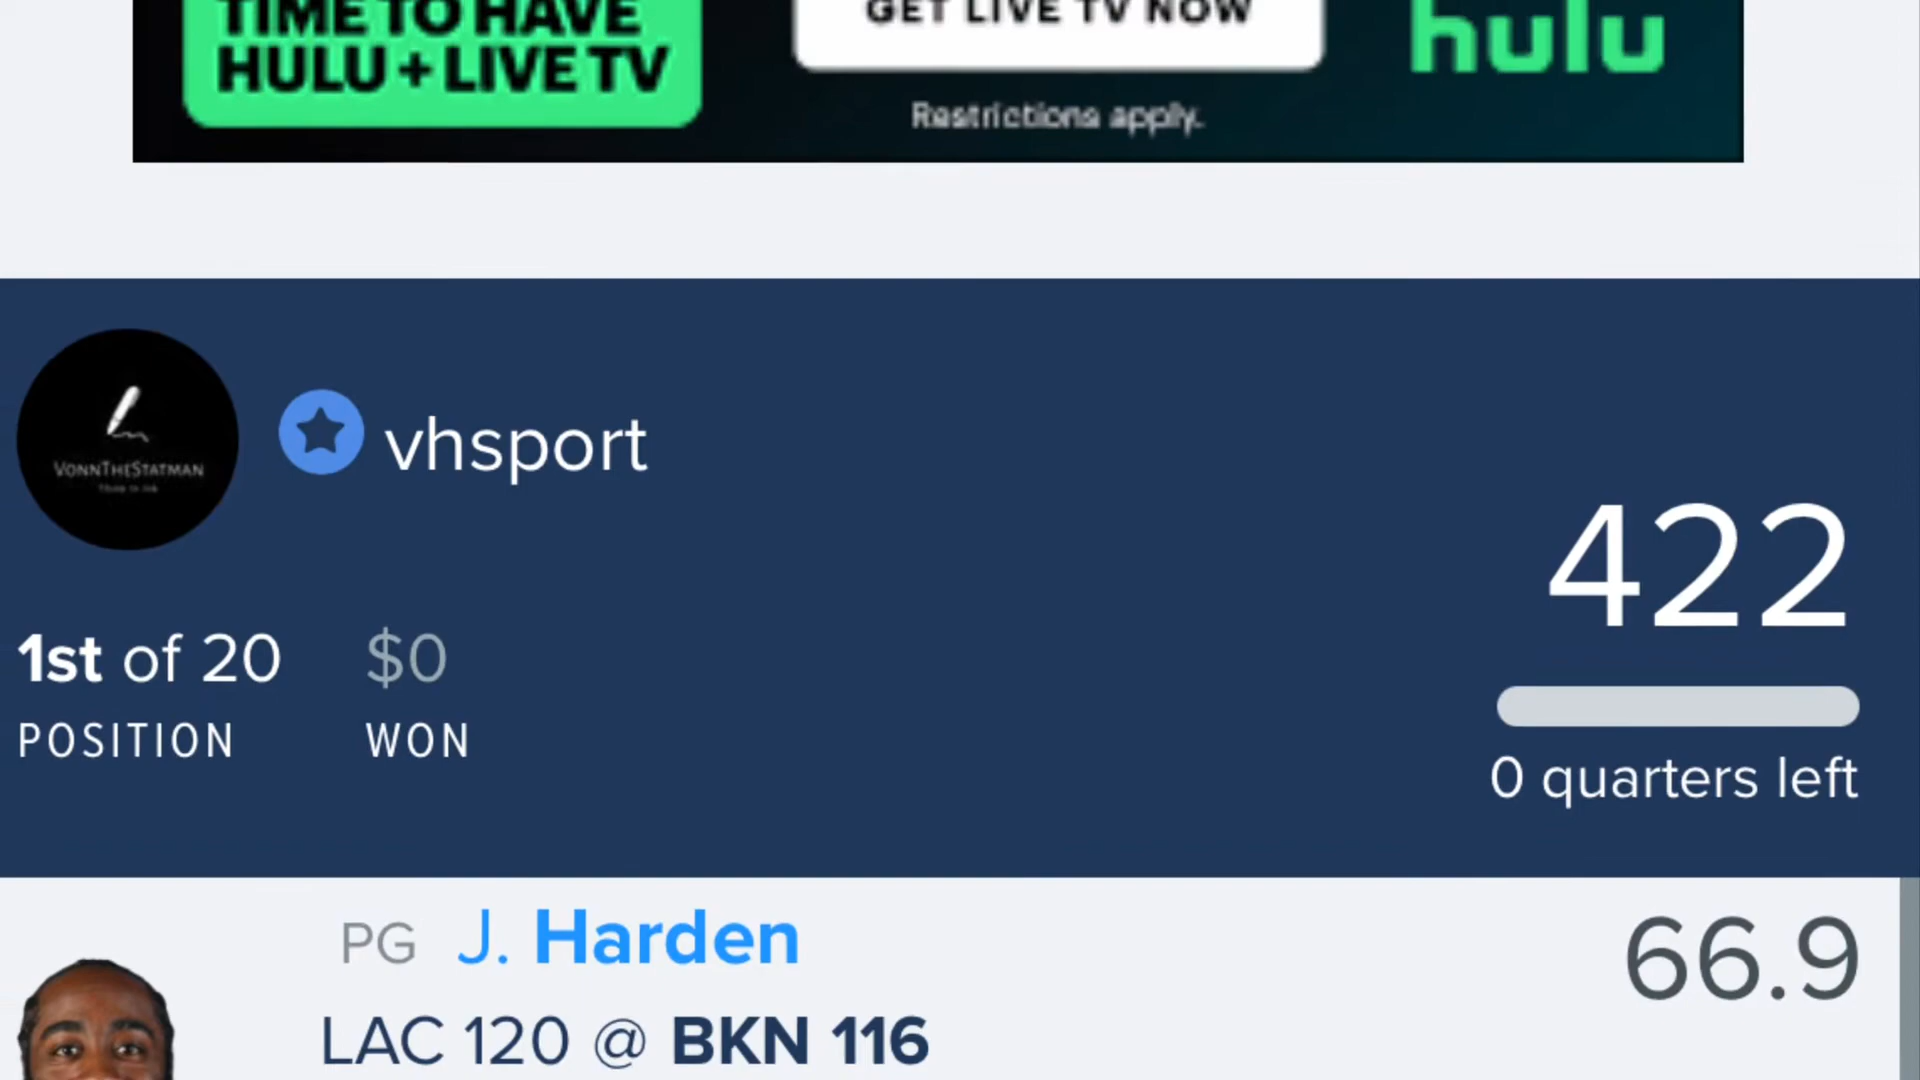 TIME TO HAVE
HULU + LIVE TV
GET LIVE TV NOW
Restrictions apply.
hulu
VONNTHESTATMAN
vhsport
422
1st of 20
$0
POSITION
WON
0 quarters left
PG J. Harden
66.9
LAC 120 @ BKN 116